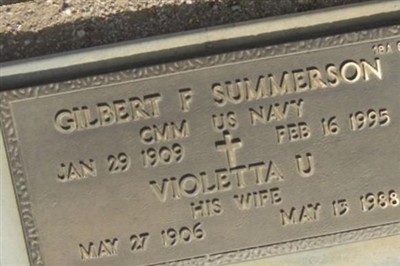 18A
GILBERT F SUMMERSON
GMM US NAVY
JAN 29 1909 FEB 16 1995
VIOLETTA U
HIS WIFE
MAY 27 1906 MAY 13 1988